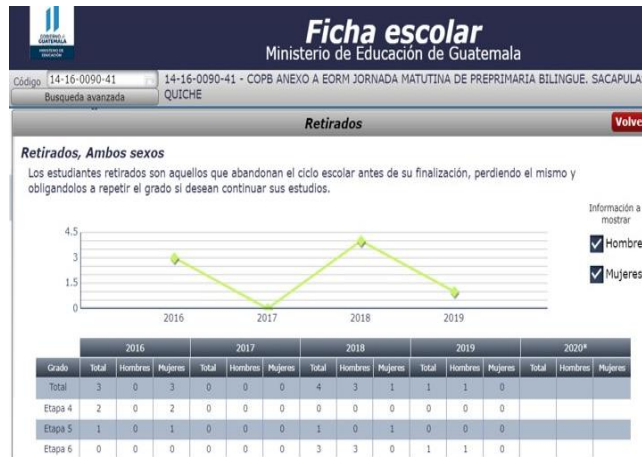 GOBIERNO de
GUATEMALA
MINISTERIO DE
EDUCACIÓN
Ficha escolar
Ministerio de Educación de Guatemala
Código 14-16-0090-41
14-16-0090-41 - COPB ANEXO A EORM JORNADA MATUTINA DE PREPRIMARIA BILINGUE. SACAPULA
Busqueda avanzada
QUICHE
Retirados
Volve
Retirados, Ambos sexos
Los estudiantes retirados son aquellos que abandonan el ciclo escolar antes de su finalización, perdiendo el mismo y
obligandolos a repetir el grado si desean continuar sus estudios.
Información a
mostrar
Hombre
Mujeres
4.5
3
1.5
0
2016 2017 2018 2019
2016 2017 2018 2019 2020*
Grado Total Hombres Mujeres Total Hombres Mujeres Total Hombres Mujeres Total Hombres Mujeres Total Hombres Mujeres
Total 3 0 3 0 0 0 4 3 1 1 1 0
Etapa 4 2 0 2 0 0 0 0 0 0 0 0 0
Etapa 5 1 0 1 0 0 0 1 0 1 0 0 0
Etapa 6 0 0 0 0 0 0 3 3 0 1 1 0